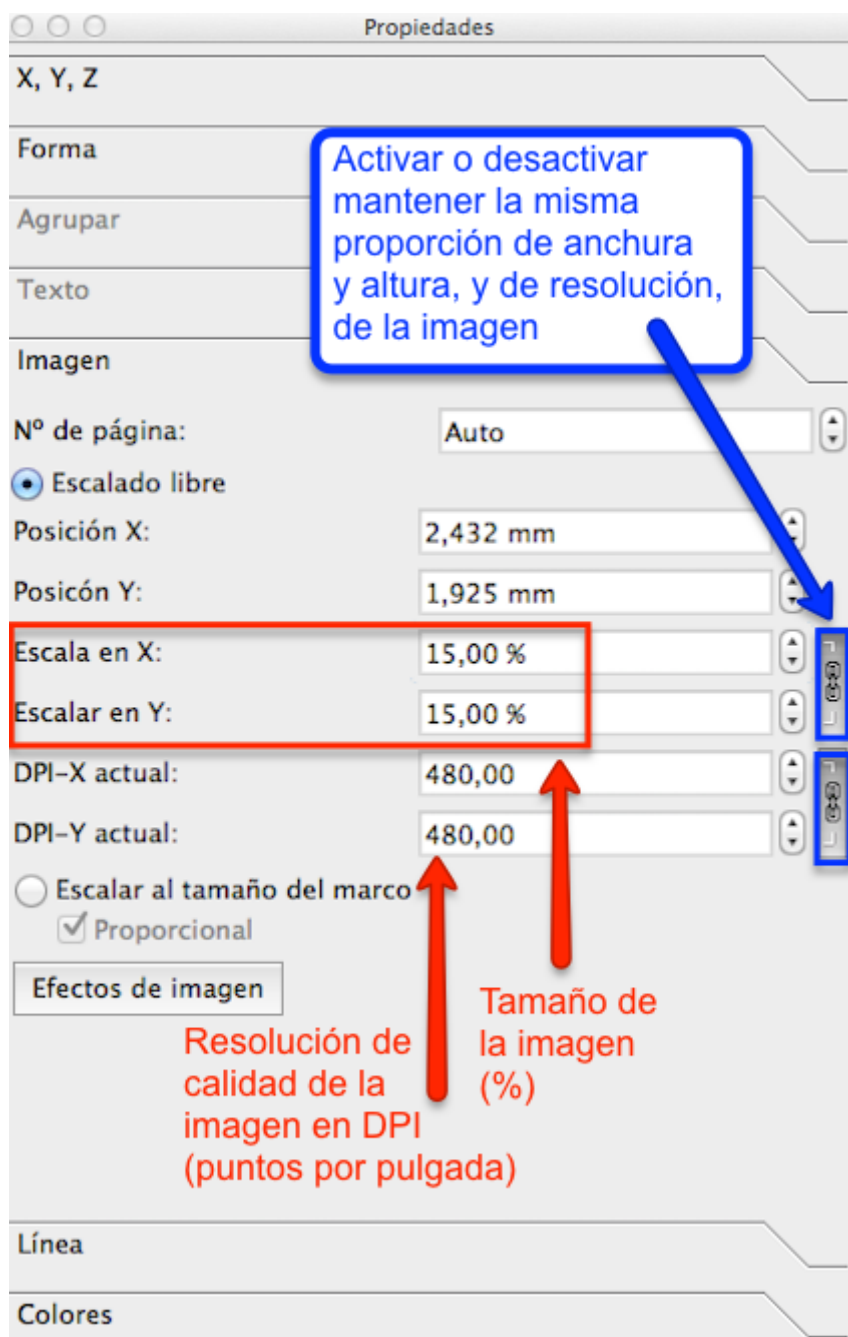 Propiedades
X, Y, Z
Forma
Activar o desactivar
mantener la misma
proporción de anchura
y altura, y de resolución,
de la imagen
Agrupar
Texto
Imagen
Nº de página:
Auto
Escalado libre
Posición X:
2,432 mm
Posicón Y:
1,925 mm
Escala en X:
15,00 %
Escalar en Y:
15,00 %
DPI-X actual:
480,00
DPI-Y actual:
480,00
Escalar al tamaño del marco
Proporcional
Efectos de imagen
Tamaño de
la imagen
(%)
Resolución de
calidad de la
imagen en DPI
(puntos por pulgada)
Línea
Colores